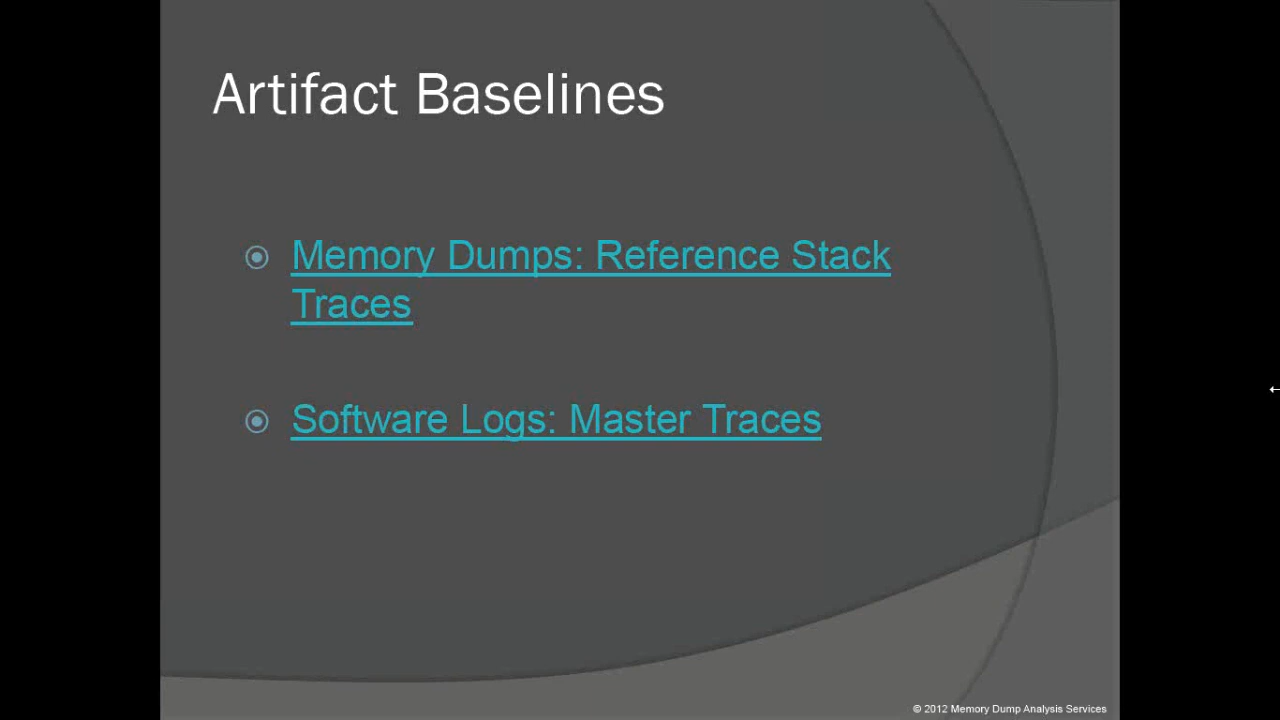 Artifact Baselines
Memory Dumps: Reference Stack
Traces
Software Logs: Master Traces
© 2012 Memory Dump Analysis Services